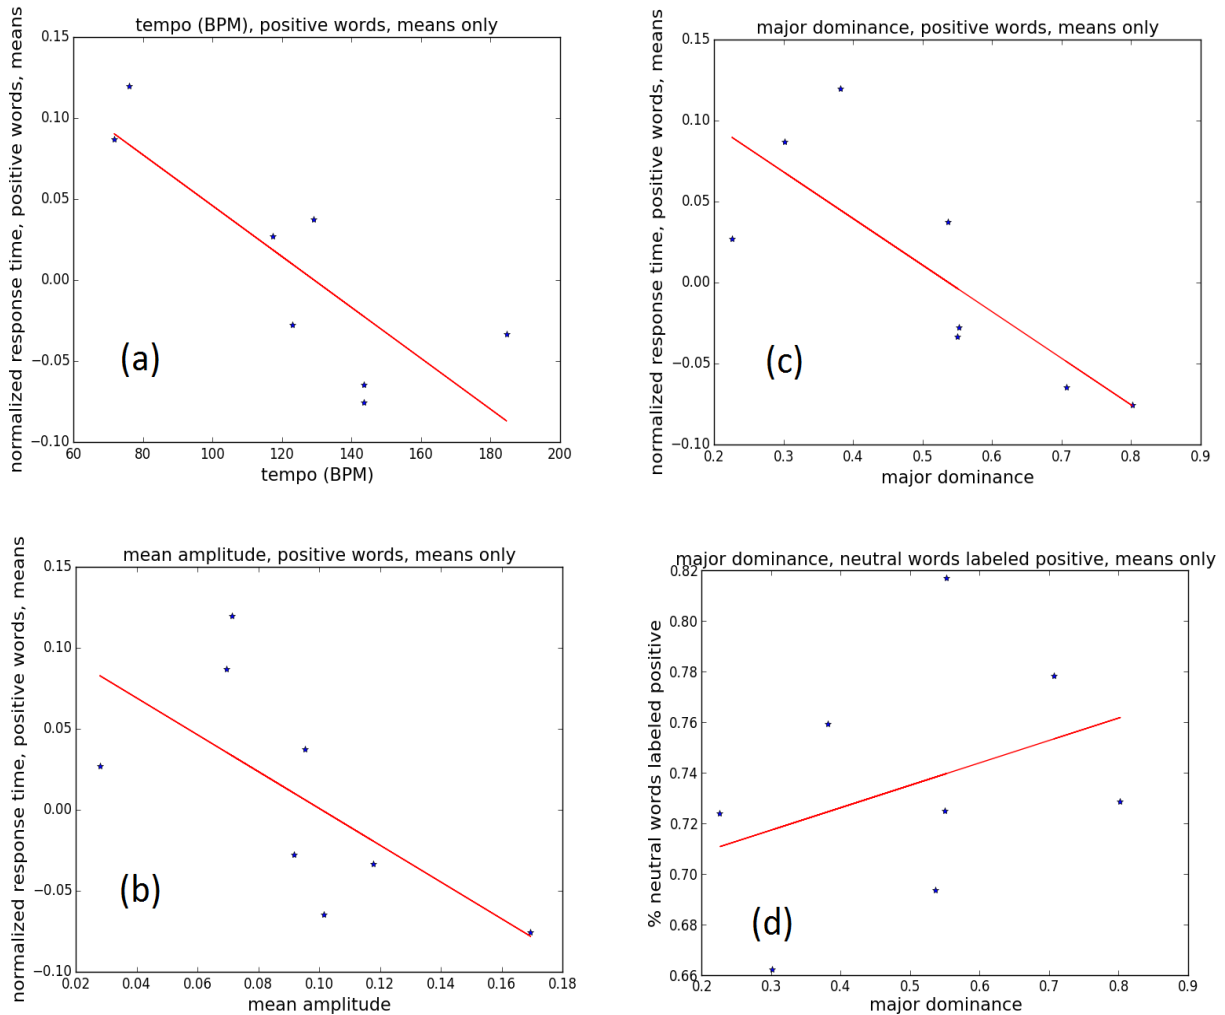 tempo (BPM), positive words, means only
normalized response time, positive words, means
0.15
0.10
0.05
0.00
−0.05
−0.10
(a)
60 80 100 120 140 160 180 200
tempo (BPM)
major dominance, positive words, means only
normalized response time, positive words, means
0.15
0.10
0.05
0.00
−0.05
−0.10
(c)
0.2 0.3 0.4 0.5 0.6 0.7 0.8 0.9
major dominance
mean amplitude, positive words, means only
normalized response time, positive words, means
0.15
0.10
0.05
0.00
−0.05
−0.10
(b)
0.02 0.04 0.06 0.08 0.10 0.12 0.14 0.16 0.18
mean amplitude
major dominance, neutral words labeled positive, means only
% neutral words labeled positive
0.82
0.80
0.78
0.76
0.74
0.72
0.70
0.68
0.66
(d)
0.2 0.3 0.4 0.5 0.6 0.7 0.8 0.9
major dominance